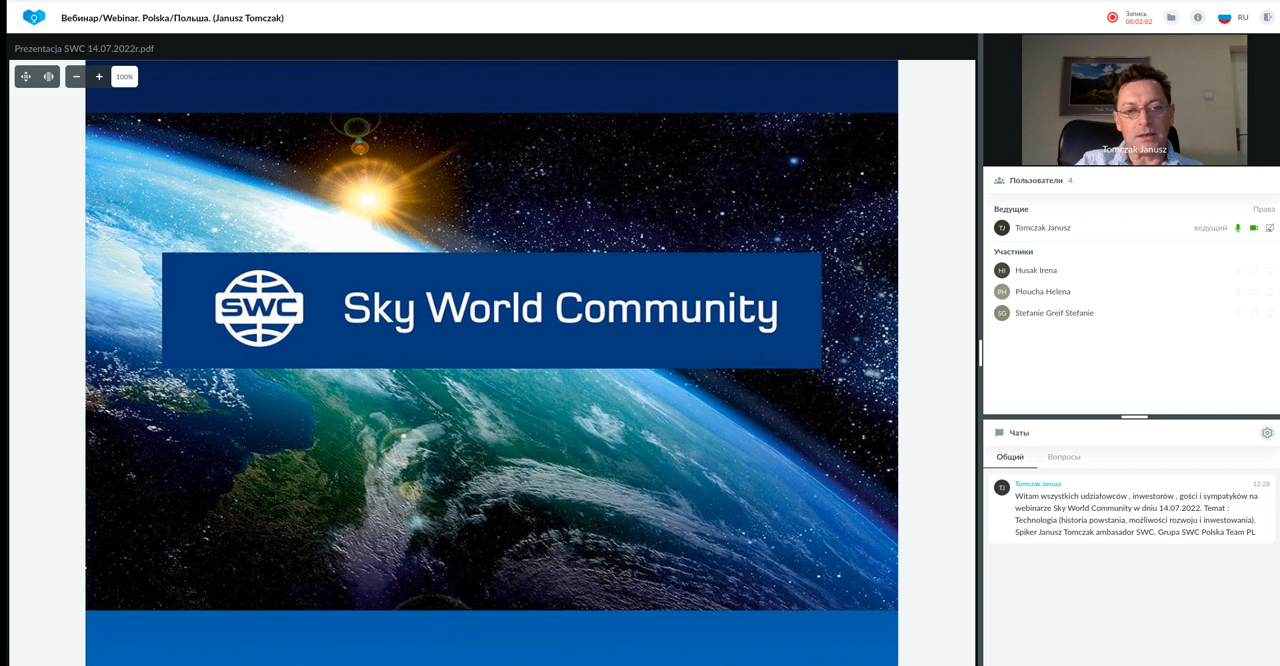 Вебинар/Webinar. Polska/Польша. (Janusz Tomczak)
Запись
00:02:02
RU
Prezentacja SWC 14.07.2022r.pdf
100%
SWC
Sky World Community
Tomczak Janusz
Пользователи 4
Ведущие
Права
TJ
Tomczak Janusz
ведущий
Участники
HI
Husak Irena
PH
Płoucha Helena
SG
Stefanie Greif Stefanie
Чаты
Общий
Вопросы
TJ
Tomczak Janusz
12:28
Witam wszystkich udziałowców , inwestorów , gości i sympatyków na
webinarze Sky World Community w dniu 14.07.2022. Temat :
Technologia (historia powstania, możliwości rozwoju i inwestowania).
Spiker Janusz Tomczak ambasador SWC. Grupa SWC Polska Team PL